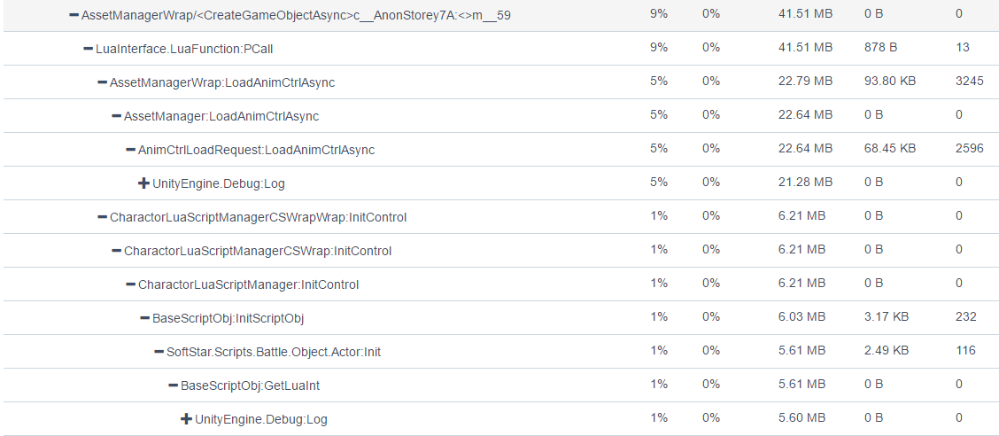 AssetManagerWrap/<CreateGameObjectAsync>c__AnonStorey7A:<>m__59 9% 0% 41.51 MB 0 B 0
LuaInterface.LuaFunction:PCall 9% 0% 41.51 MB 878 B 13
AssetManagerWrap:LoadAnimCtrlAsync 5% 0% 22.79 MB 93.80 KB 3245
AssetManager:LoadAnimCtrlAsync 5% 0% 22.64 MB 0 B 0
AnimCtrlLoadRequest:LoadAnimCtrlAsync 5% 0% 22.64 MB 68.45 KB 2596
UnityEngine.Debug:Log 5% 0% 21.28 MB 0 B 0
CharactorLuaScriptManagerCSWrapWrap:InitControl 1% 0% 6.21 MB 0 B 0
CharactorLuaScriptManagerCSWrap:InitControl 1% 0% 6.21 MB 0 B 0
CharactorLuaScriptManager:InitControl 1% 0% 6.21 MB 0 B 0
BaseScriptObj:InitScriptObj 1% 0% 6.03 MB 3.17 KB 232
SoftStar.Scripts.Battle.Object.Actor:Init 1% 0% 5.61 MB 2.49 KB 116
BaseScriptObj:GetLuaInt 1% 0% 5.61 MB 0 B 0
UnityEngine.Debug:Log 1% 0% 5.60 MB 0 B 0